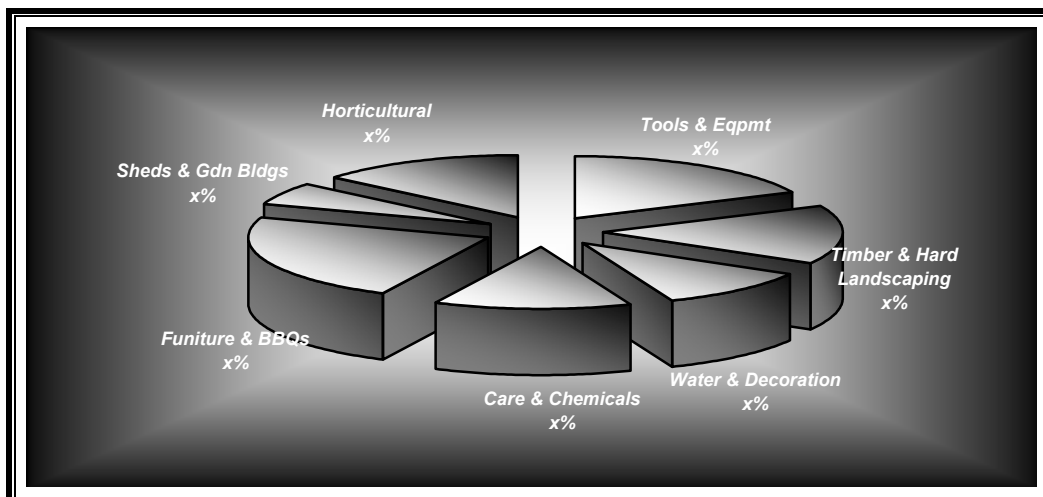 Horticultural
x%
Tools & Eqpmt
x%
Sheds & Gdn Bldgs
x%
Timber & Hard
Landscaping
x%
Funiture & BBQs
x%
Water & Decoration
x%
Care & Chemicals
x%